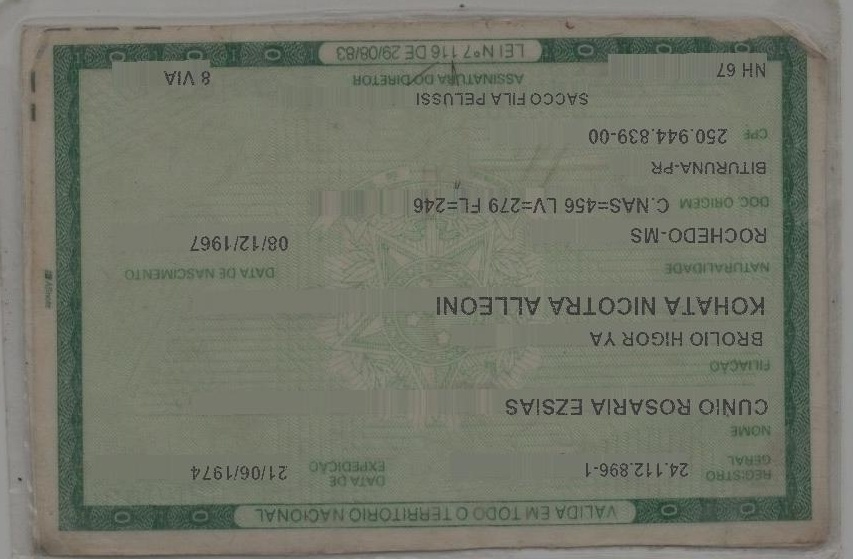 VALIDA EM TODO O TERRITORIO NACIONAL
REGISTRO GERAL 24.112.896-1 DATA DE EXPEDIÇÃO 21/06/1974
NOME
CUNIO ROSARIA EZSIAS
FILIAÇÃO
BROLIO HIGOR YA
KOHATA NICOTRA ALLEONI
NATURALIDADE DATA DE NASCIMENTO
ROCHEDO-MS 08/12/1967
DOC ORIGEM C.NAS=456 LV=279 FL=246
BITURUNA-PR
CPF 250.944.839-00
SACCO FILA PELUSSI
NH 67 ASSINATURA DO DIRETOR 8 VIA
LEI Nº 7.116 DE 29/08/83